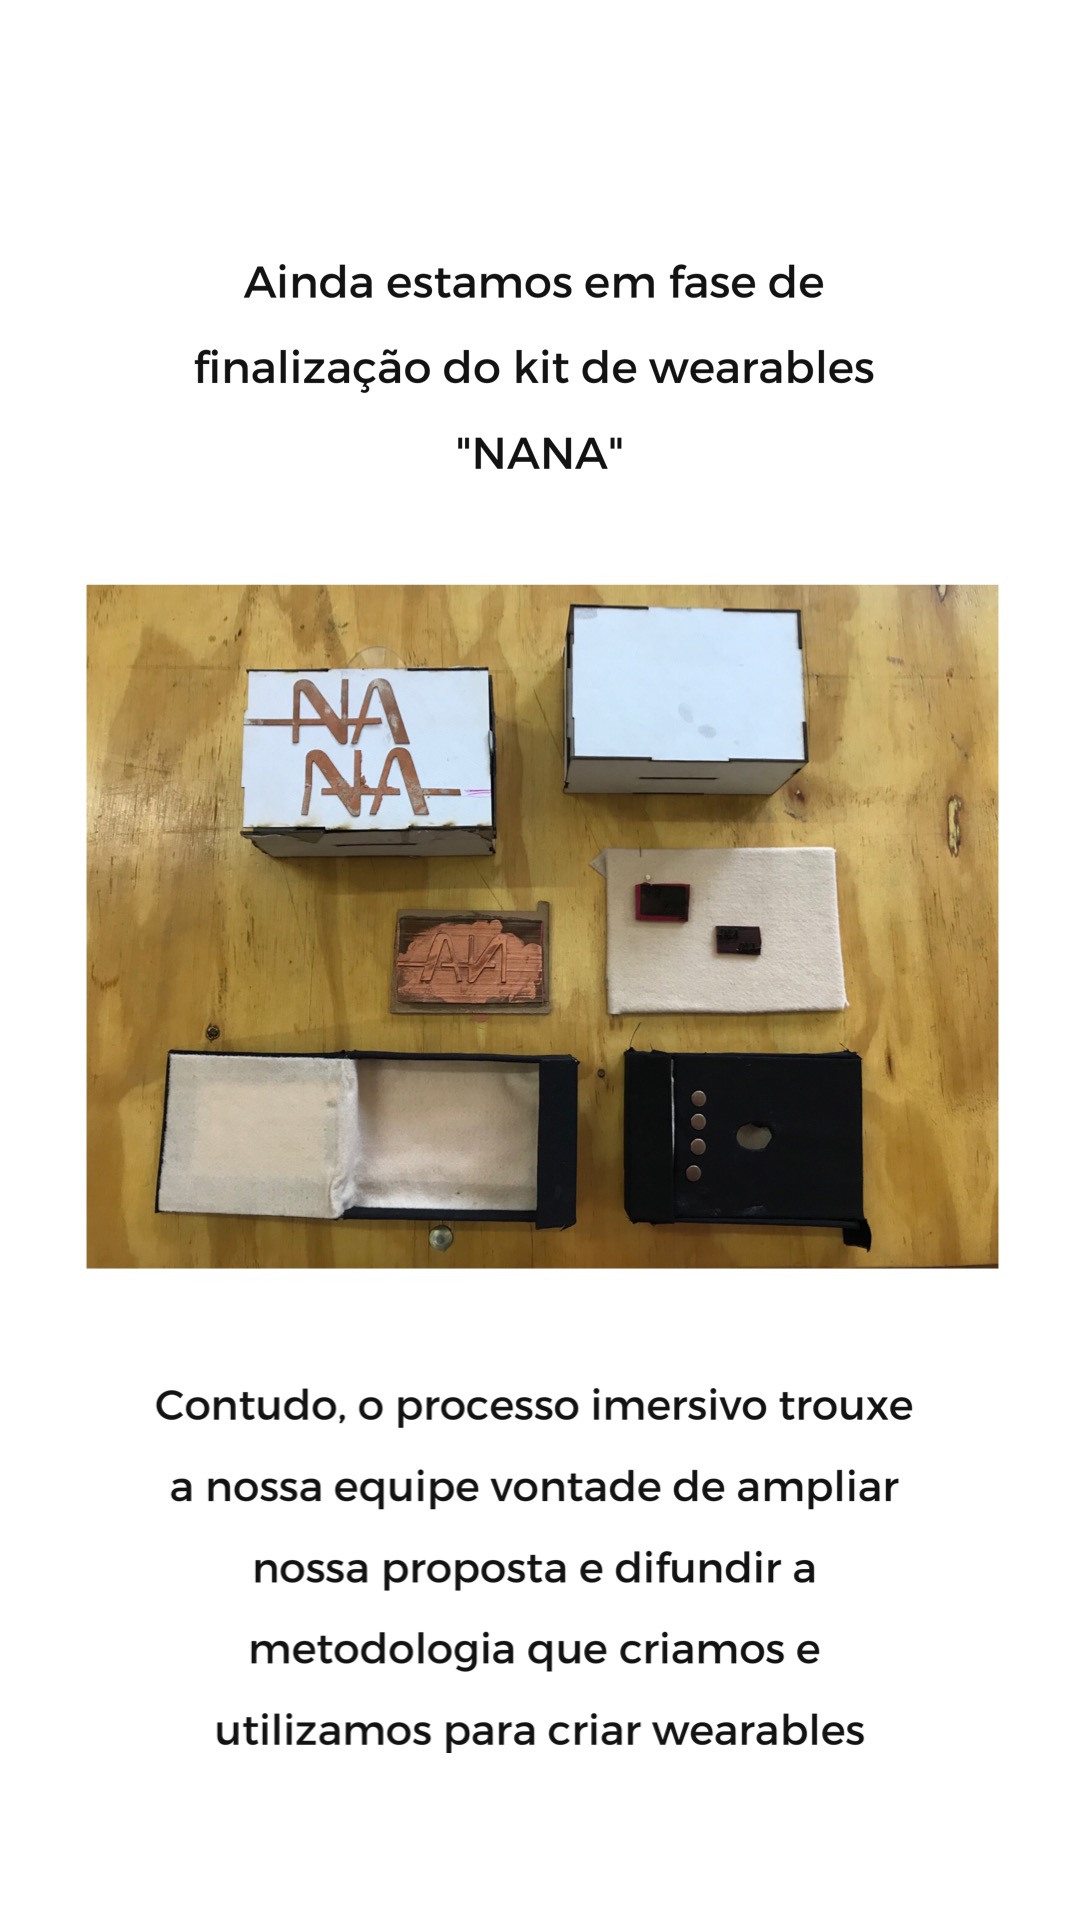 Ainda estamos em fase de
finalização do kit de wearables
"NANA"
NA
NA
Contudo, o processo imersivo trouxe
a nossa equipe vontade de ampliar
nossa proposta e difundir a
metodologia que criamos e
utilizamos para criar wearables